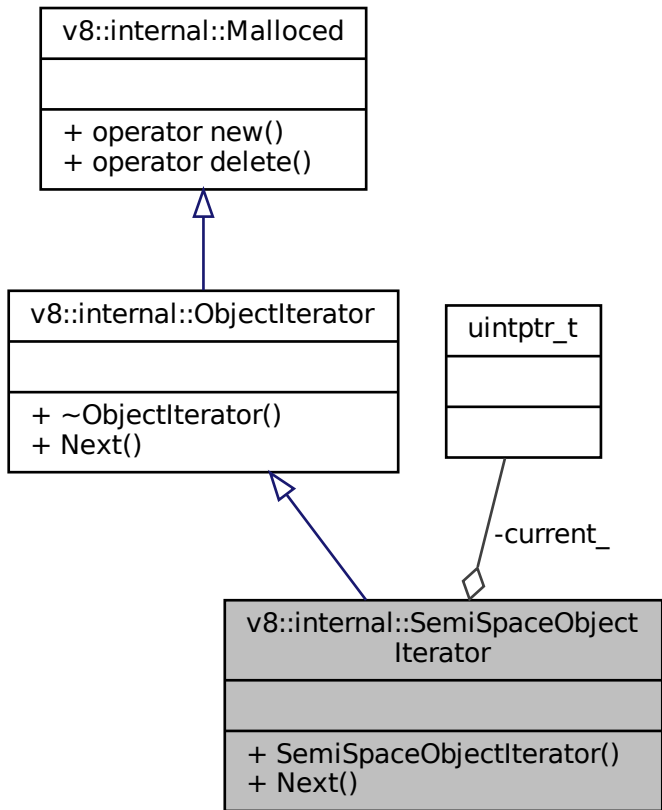 v8::internal::Malloced
+ operator new()
+ operator delete()
v8::internal::ObjectIterator
+ ~ObjectIterator()
+ Next()
uintptr_t
-current_
v8::internal::SemiSpaceObject
Iterator
+ SemiSpaceObjectIterator()
+ Next()